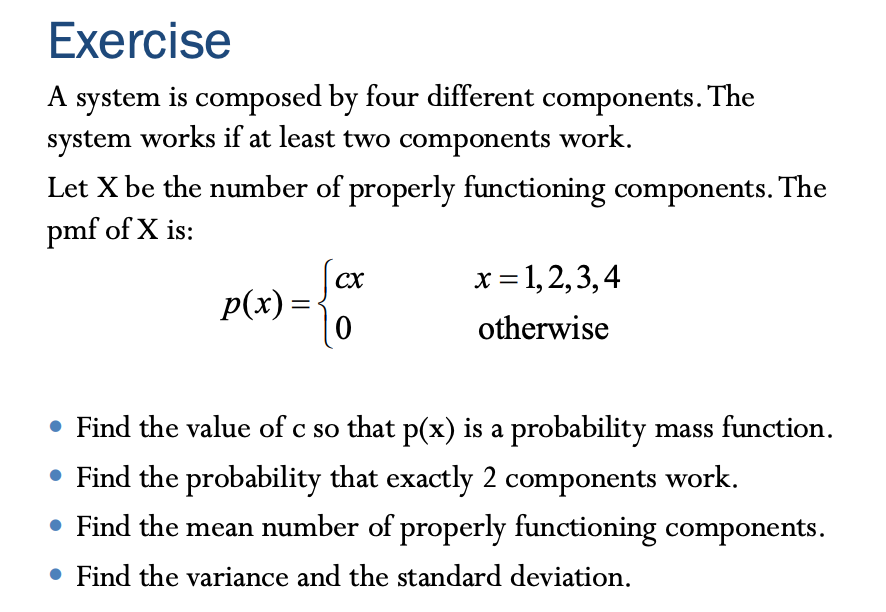 Exercise
A system is composed by four different components. The
system works if at least two components work.
Let X be the number of properly functioning components. The
pmf of X is:
p(x) = { cx x = 1, 2, 3, 4
0 otherwise
• Find the value of c so that p(x) is a probability mass function.
• Find the probability that exactly 2 components work.
• Find the mean number of properly functioning components.
• Find the variance and the standard deviation.